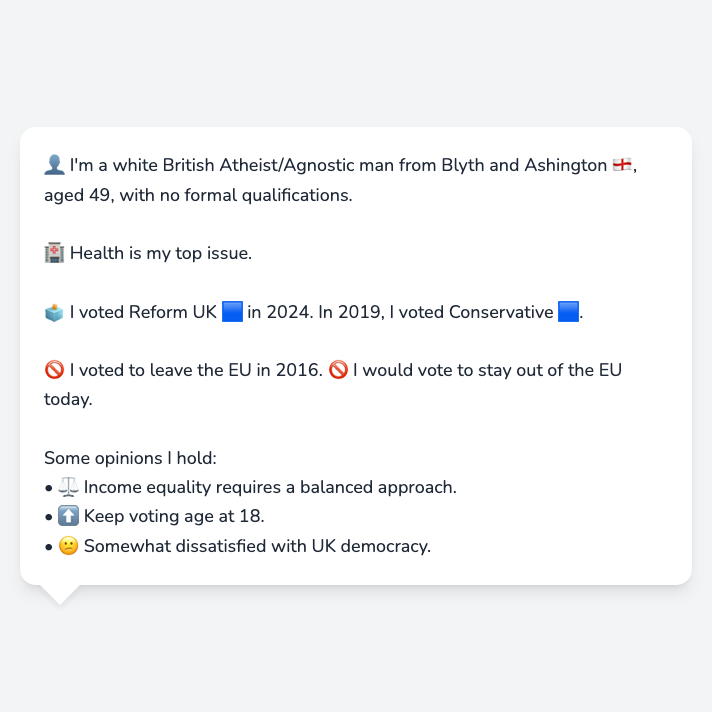 👤 I'm a white British Atheist/Agnostic man from Blyth and Ashington 🏴󠁧󠁢󠁥󠁮󠁧󠁿,
aged 49, with no formal qualifications.
🏥 Health is my top issue.
🗳️ I voted Reform UK 🟦 in 2024. In 2019, I voted Conservative 🟦.
🚫 I voted to leave the EU in 2016. 🚫 I would vote to stay out of the EU
today.
Some opinions I hold:
• ⚖️ Income equality requires a balanced approach.
• ⬆️ Keep voting age at 18.
• 😕 Somewhat dissatisfied with UK democracy.